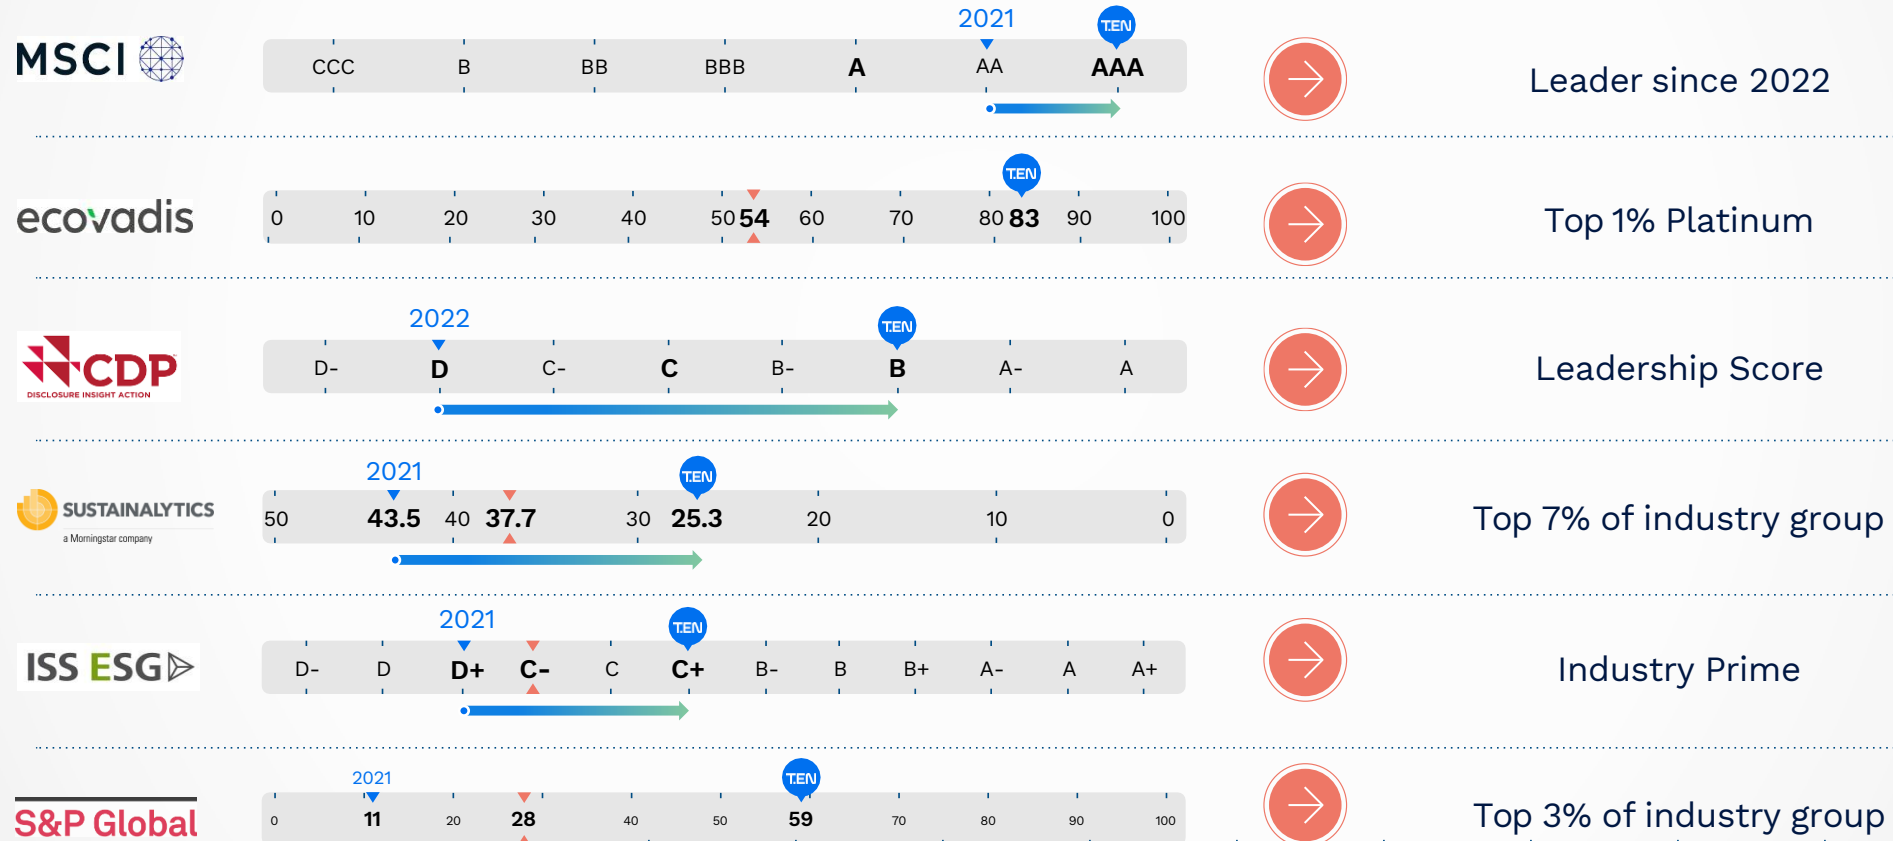 2021
T.EN
MSCI
CCC B BB BBB A AA AAA
Leader since 2022
T.EN
ecovadis
0 10 20 30 40 50 54 60 70 80 83 90 100
Top 1% Platinum
2022
T.EN
CDP
DISCLOSURE INSIGHT ACTION
D- D C- C B- B A- A
Leadership Score
2021
T.EN
SUSTAINALYTICS
a Morningstar company
50 43.5 40 37.7 30 25.3 20 10 0
Top 7% of industry group
2021
T.EN
ISS ESG
D- D D+ C- C C+ B- B B+ A- A A+
Industry Prime
2021
T.EN
S&P Global
0 11 20 28 40 50 59 70 80 90 100
Top 3% of industry group